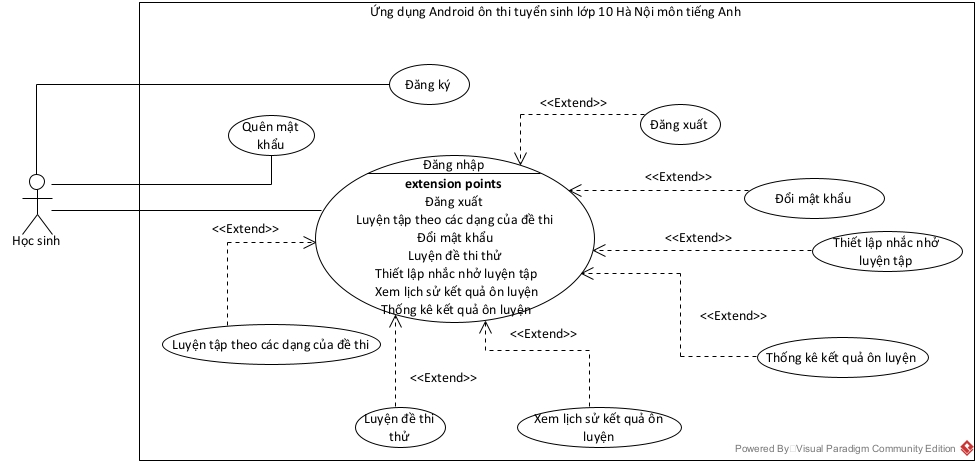 Ứng dụng Android ôn thi tuyển sinh lớp 10 Hà Nội môn tiếng Anh
Đăng ký
<<Extend>>
Đăng xuất
Quên mật
khẩu
Đăng nhập
extension points
Đăng xuất
Luyện tập theo các dạng của đề thi
Đổi mật khẩu
Luyện đề thi thử
Thiết lập nhắc nhở luyện tập
Xem lịch sử kết quả ôn luyện
Thống kê kết quả ôn luyện
<<Extend>>
Đổi mật khẩu
Học sinh
<<Extend>>
<<Extend>>
Thiết lập nhắc nhở
luyện tập
<<Extend>>
Thống kê kết quả ôn luyện
<<Extend>>
Luyện tập theo các dạng của đề thi
<<Extend>>
Luyện đề thi
thử
Xem lịch sử kết quả ôn
luyện
Powered By Visual Paradigm Community Edition